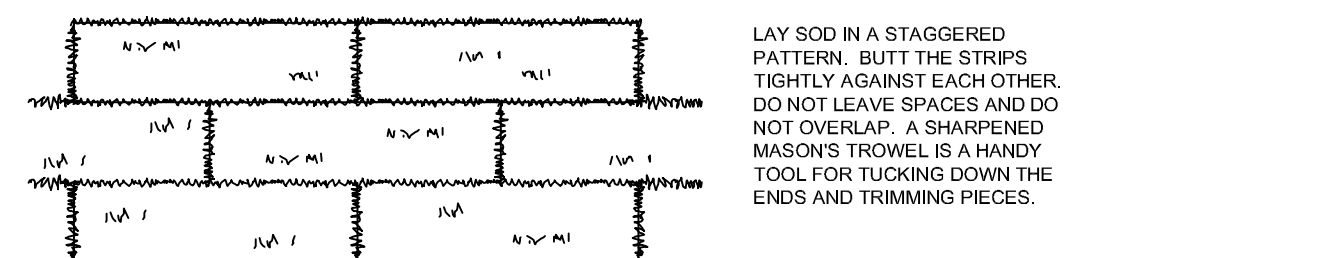 LAY SOD IN A STAGGERED
PATTERN. BUTT THE STRIPS
TIGHTLY AGAINST EACH OTHER.
DO NOT LEAVE SPACES AND DO
NOT OVERLAP. A SHARPENED
MASON'S TROWEL IS A HANDY
TOOL FOR TUCKING DOWN THE
ENDS AND TRIMMING PIECES.